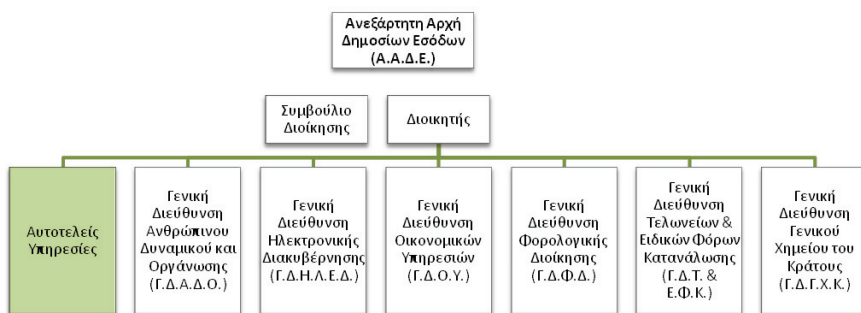 Ανεξάρτητη Αρχή
Δημοσίων Εσόδων
(Α.Α.Δ.Ε.)
Συμβούλιο
Διοίκησης
Διοικητής
Αυτοτελείς
Υπηρεσίες
Γενική
Διεύθυνση
Ανθρώπινου
Δυναμικού και
Οργάνωσης
(Γ.Δ.Α.Δ.Ο.)
Γενική
Διεύθυνση
Ηλεκτρονικής
Διακυβέρνησης
(Γ.Δ.Η.Λ.Ε.Δ.)
Γενική
Διεύθυνση
Οικονομικών
Υπηρεσιών
(Γ.Δ.Ο.Υ.)
Γενική
Διεύθυνση
Φορολογικής
Διοίκησης
(Γ.Δ.Φ.Δ.)
Γενική
Διεύθυνση
Τελωνείων &
Ειδικών Φόρων
Κατανάλωσης
(Γ.Δ.Τ. &
Ε.Φ.Κ.)
Γενική
Διεύθυνση
Γενικού
Χημείου του
Κράτους
(Γ.Δ.Γ.Χ.Κ.)